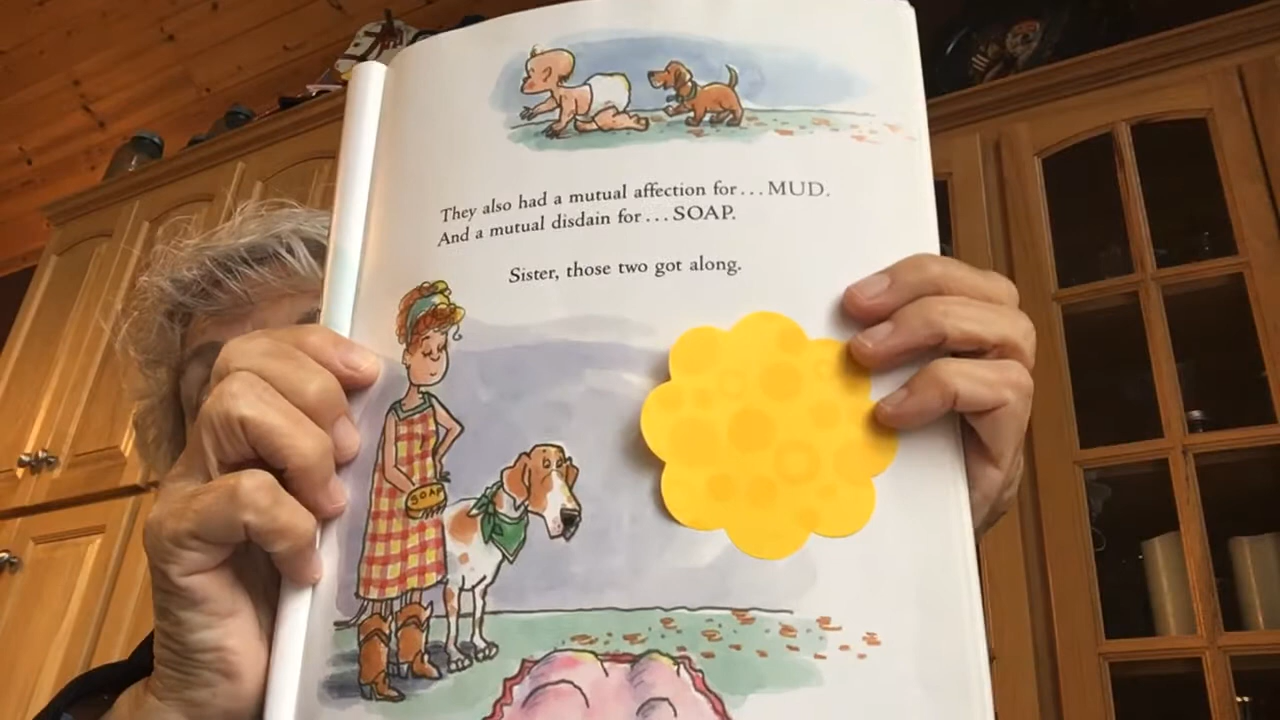 They also had a mutual affection for... MUD.
And a mutual disdain for... SOAP.
Sister, those two got along.
SOAP